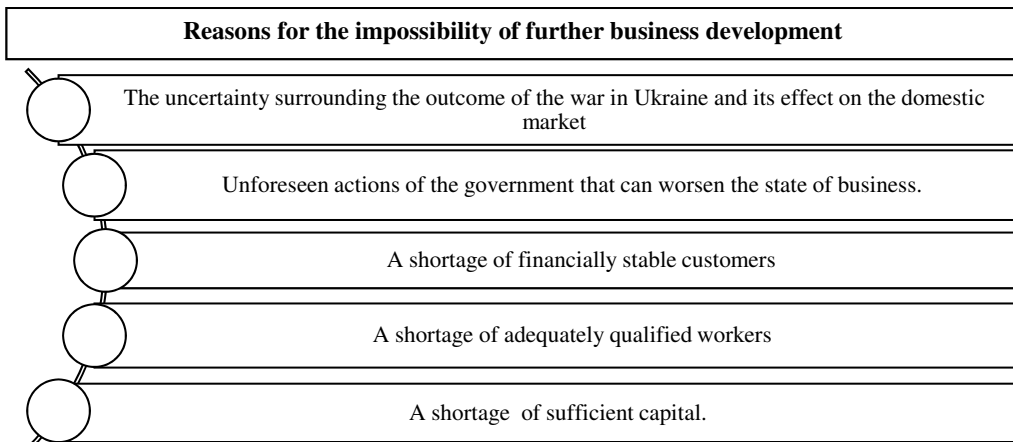 Reasons for the impossibility of further business development
The uncertainty surrounding the outcome of the war in Ukraine and its effect on the domestic
market
Unforeseen actions of the government that can worsen the state of business.
A shortage of financially stable customers
A shortage of adequately qualified workers
A shortage  of sufficient capital.